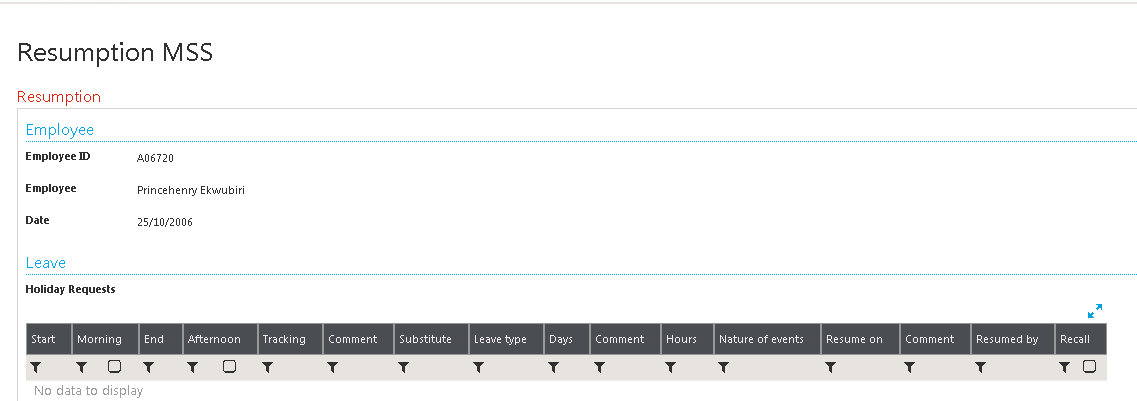 Resumption MSS
Resumption
Employee
Employee ID A06720
Employee Princehenry Ekwubiri
Date 25/10/2006
Leave
Holiday Requests
Start Morning End Afternoon Tracking Comment Substitute Leave type Days Comment Hours Nature of events Resume on Comment Resumed by Recall
No data to display